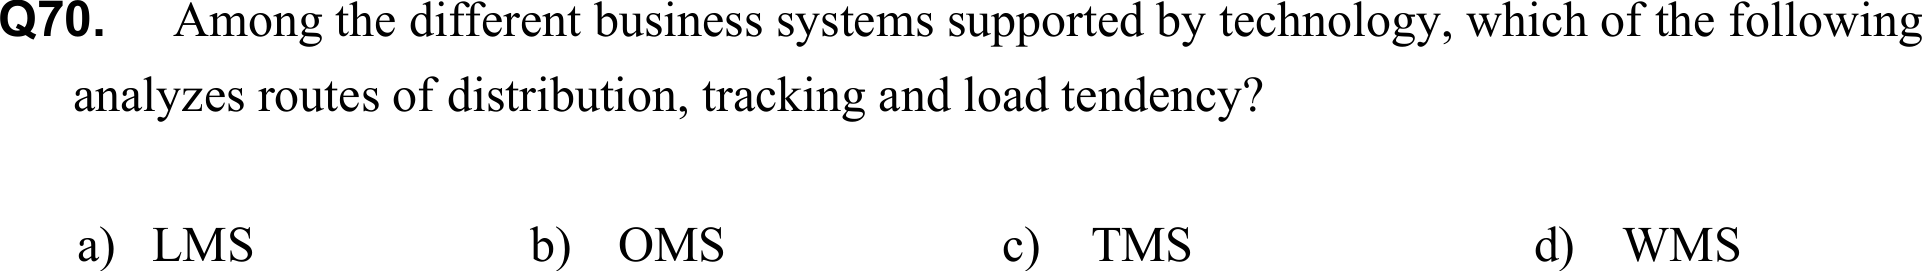 Q70. Among the different business systems supported by technology, which of the following
analyzes routes of distribution, tracking and load tendency?
a) LMS b) OMS c) TMS d) WMS